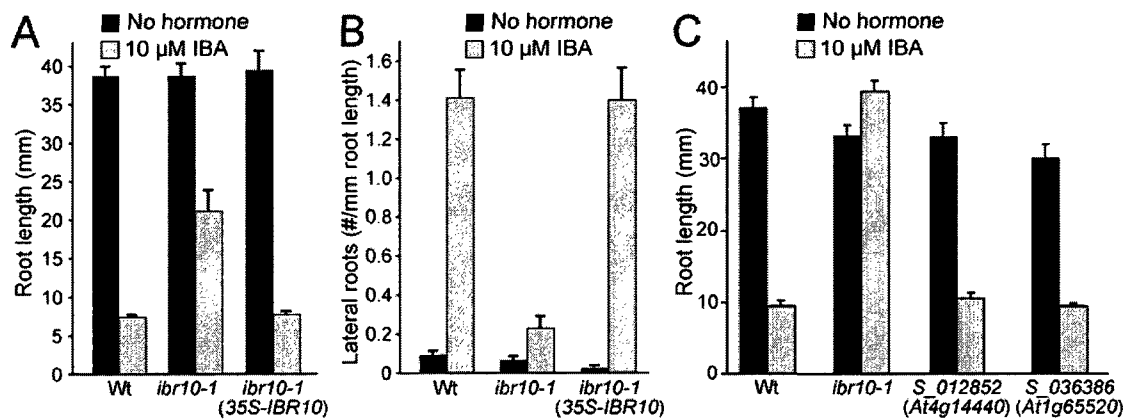 A
No hormone
10 µM IBA
Root length (mm)
40
35
30
25
20
15
10
5
0
Wt
ibr10-1
ibr10-1
(35S-IBR10)
B
No hormone
10 µM IBA
Lateral roots (#/mm root length)
1.6
1.4
1.2
1.0
0.8
0.6
0.4
0.2
0
Wt
ibr10-1
ibr10-1
(35S-IBR10)
C
No hormone
10 µM IBA
Root length (mm)
40
30
20
10
0
Wt
ibr10-1
S_012852
(At4g14440)
S_036386
(At1g65520)